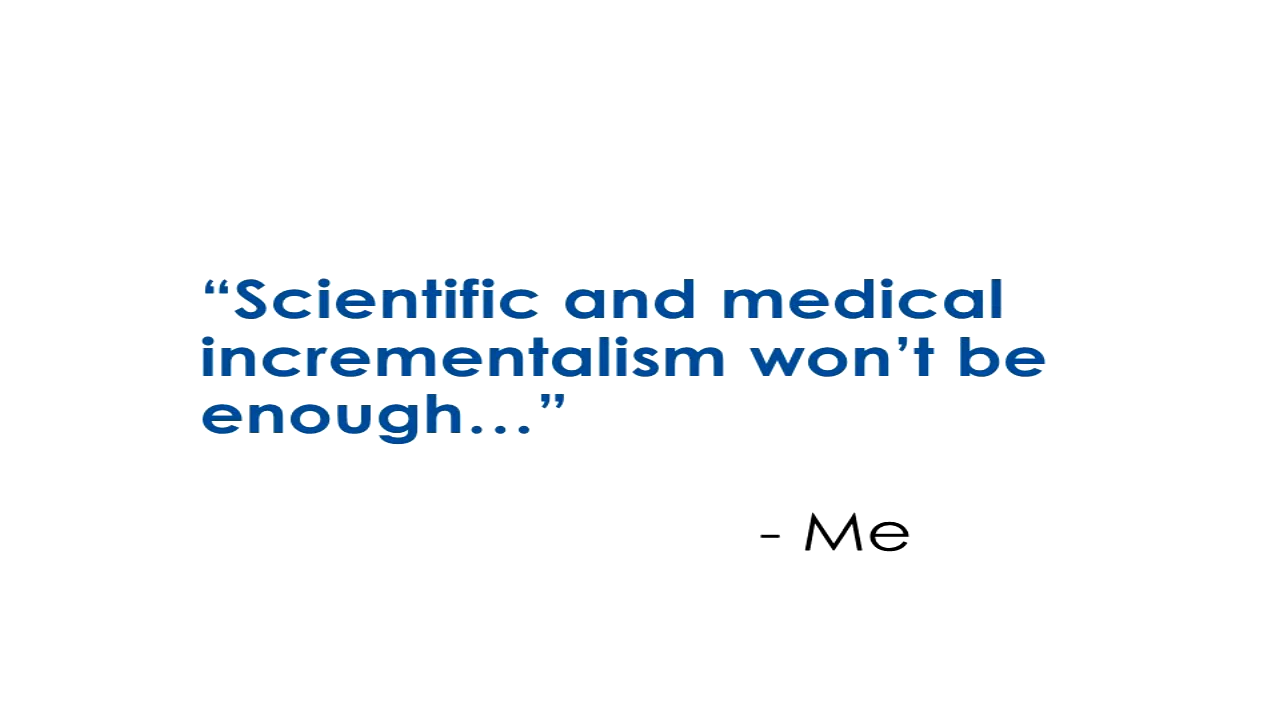 “Scientific and medical
incrementalism won’t be
enough…”
- Me